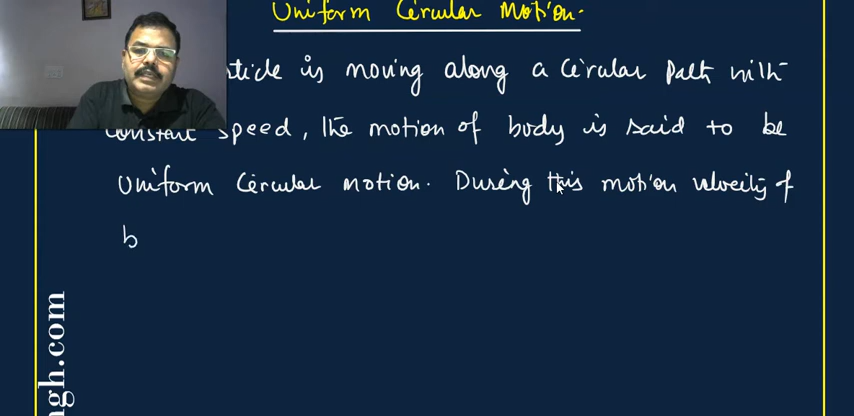 Uniform Circular Motion.
ticle is moving along a Circular Path with
constant speed, the motion of body is said to be
Uniform Circular motion. During this motion velocity of
b
gh.com